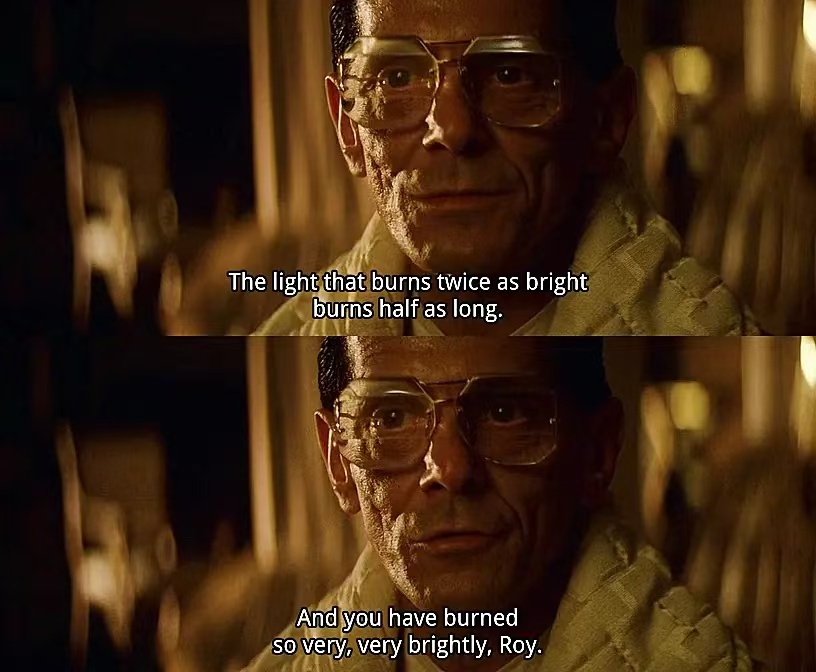 The light that burns twice as bright
burns half as long.
And you have burned
so very, very brightly, Roy.